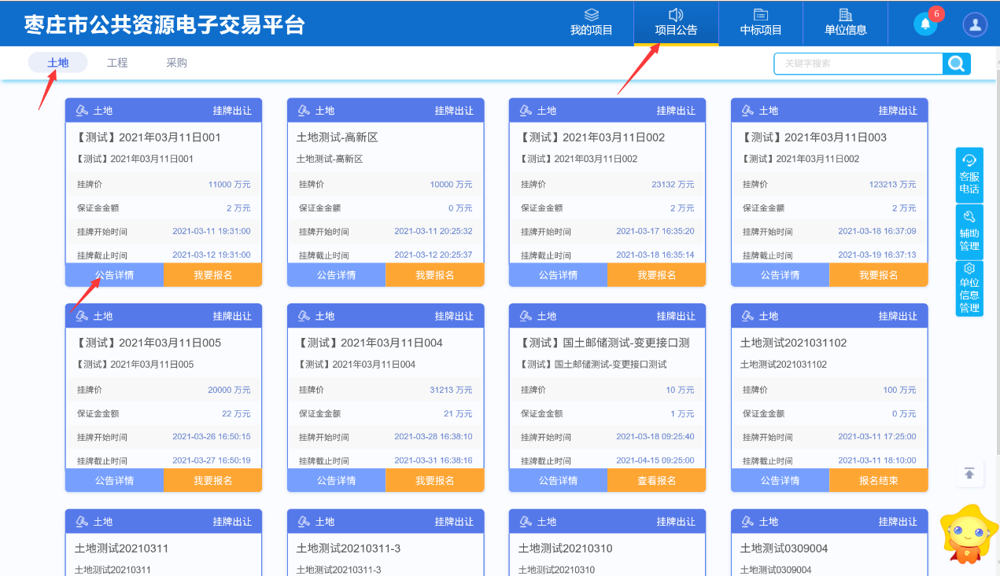 枣庄市公共资源电子交易平台
我的项目 项目公告 中标项目 单位信息 6
土地 工程 采购 关键字搜索
土地 挂牌出让
【测试】2021年03月11日001
【测试】2021年03月11日001
挂牌价 11000 万元
保证金金额 2 万元
挂牌开始时间 2021-03-11 19:31:00
挂牌截止时间 2021-03-12 19:31:00
公告详情 我要报名
土地 挂牌出让
土地测试-高新区
土地测试-高新区
挂牌价 10000 万元
保证金金额 0 万元
挂牌开始时间 2021-03-11 20:25:32
挂牌截止时间 2021-03-12 20:25:37
公告详情 我要报名
土地 挂牌出让
【测试】2021年03月11日002
【测试】2021年03月11日002
挂牌价 23132 万元
保证金金额 2 万元
挂牌开始时间 2021-03-17 16:35:20
挂牌截止时间 2021-03-18 16:35:14
公告详情 我要报名
土地 挂牌出让
【测试】2021年03月11日003
【测试】2021年03月11日002
挂牌价 123213 万元
保证金金额 2 万元
挂牌开始时间 2021-03-18 16:37:09
挂牌截止时间 2021-03-19 16:37:13
公告详情 我要报名
客服
电话
辅助
管理
单位
信息
管理
土地 挂牌出让
【测试】2021年03月11日005
【测试】2021年03月11日005
挂牌价 20000 万元
保证金金额 22 万元
挂牌开始时间 2021-03-26 16:50:15
挂牌截止时间 2021-03-27 16:50:19
公告详情 我要报名
土地 挂牌出让
【测试】2021年03月11日004
【测试】2021年03月11日004
挂牌价 31213 万元
保证金金额 21 万元
挂牌开始时间 2021-03-28 16:38:10
挂牌截止时间 2021-03-31 16:38:16
公告详情 我要报名
土地 挂牌出让
【测试】国土邮储测试-变更接口测
【测试】国土邮储测试-变更接口测试
挂牌价 10 万元
保证金金额 1 万元
挂牌开始时间 2021-03-18 09:25:40
挂牌截止时间 2021-04-15 09:25:00
公告详情 查看报名
土地 挂牌出让
土地测试2021031102
土地测试2021031102
挂牌价 100 万元
保证金金额 0 万元
挂牌开始时间 2021-03-11 17:25:00
挂牌截止时间 2021-03-11 18:10:00
公告详情 报名结束
土地 挂牌出让
土地测试20210311
土地测试20210311
土地 挂牌出让
土地测试20210311-3
土地测试20210311-3
土地 挂牌出让
土地测试20210310
土地测试20210310
土地 挂牌出让
土地测试0309004
土地测试0309004